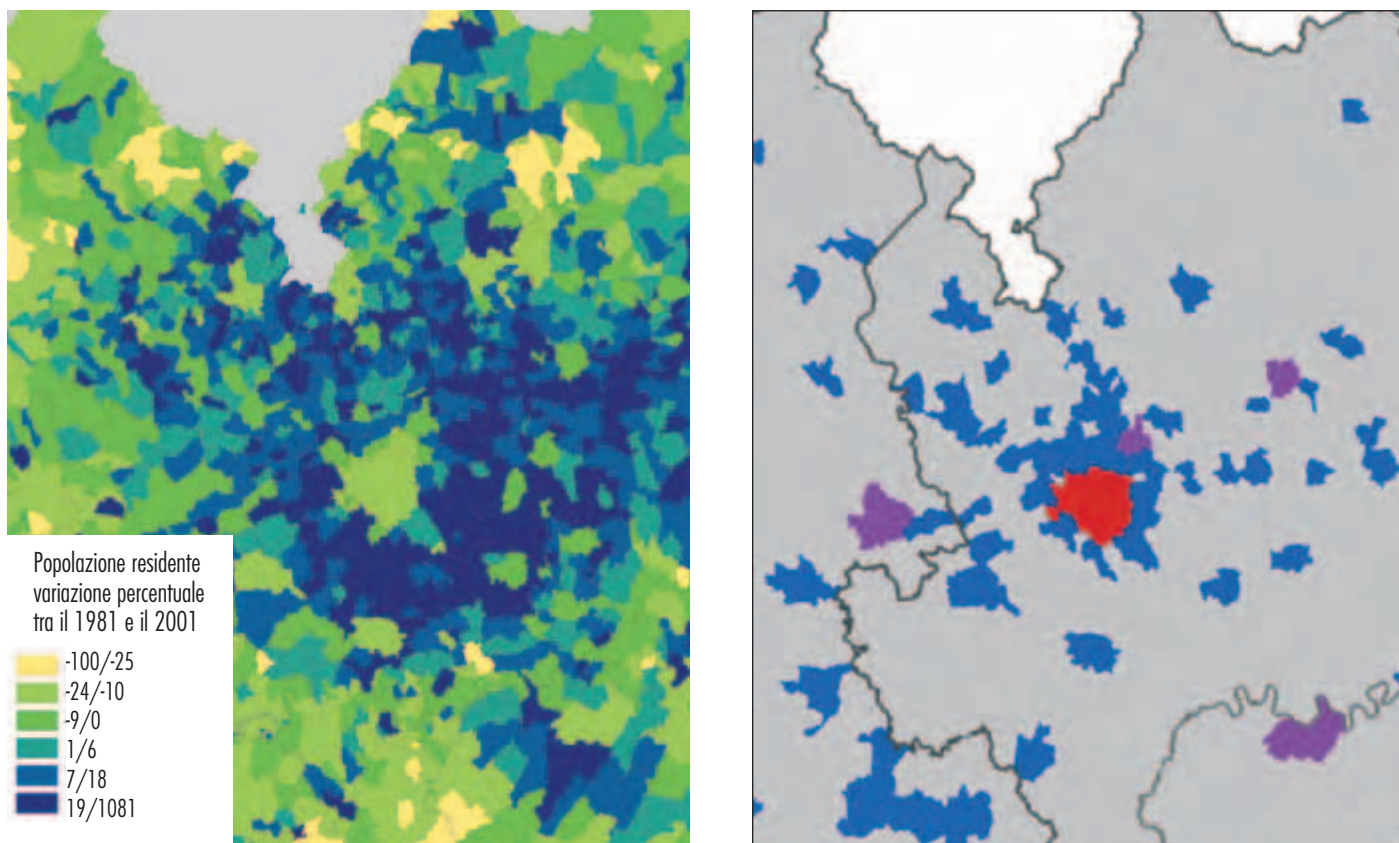 Popolazione residente
variazione percentuale
tra il 1981 e il 2001
-100/-25
-24/-10
-9/0
1/6
7/18
19/1081